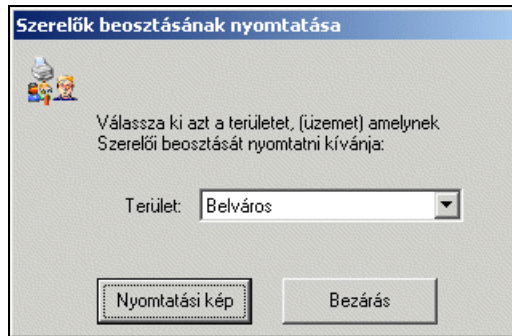 Szerelők beosztásának nyomtatása
Válassza ki azt a területet, (üzemet) amelynek
Szerelői beosztását nyomtatni kívánja:
Terület: Belváros
Nyomtatási kép Bezárás